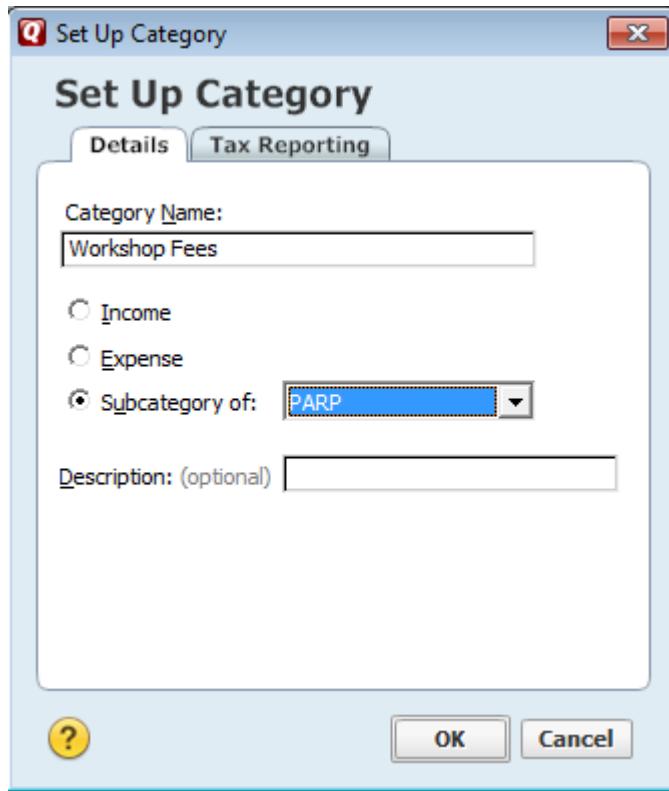 Set Up Category
Set Up Category
Details Tax Reporting
Category Name:
Workshop Fees
Income
Expense
Subcategory of: PARP
Description: (optional)
? OK Cancel